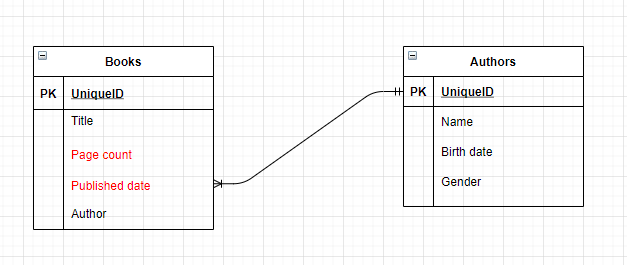 Books
PK UniqueID
Title
Page count
Published date
Author
Authors
PK UniqueID
Name
Birth date
Gender